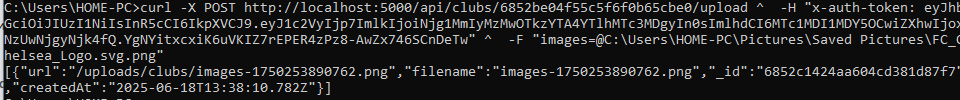 C:\Users\HOME-PC>curl -X POST http://localhost:5000/api/clubs/6852be04f55c5f6f0b65cbe0/upload ^  -H "x-auth-token: eyJhb
GciOiJIUzI1NiIsInR5cCI6IkpXVCJ9.eyJ1c2VyIjp7ImlkIjoiNjg1MmIyMzMwOTkzYTA4YTlhMTc3MDgyIn0sImlhdCI6MTc1MDI1MDY5OCwiZXhwIjox
NzUwNjgyNjk4fQ.YgNYitxcxiK6uVKIZ7rEPER4zPz8-AwZx746SCnDeTw" ^  -F "images=@C:\Users\HOME-PC\Pictures\Saved Pictures\FC_C
helsea_Logo.svg.png"
[{"url":"/uploads/clubs/images-1750253890762.png","filename":"images-1750253890762.png","_id":"6852c1424aa604cd381d87f7"
,"createdAt":"2025-06-18T13:38:10.782Z"}]